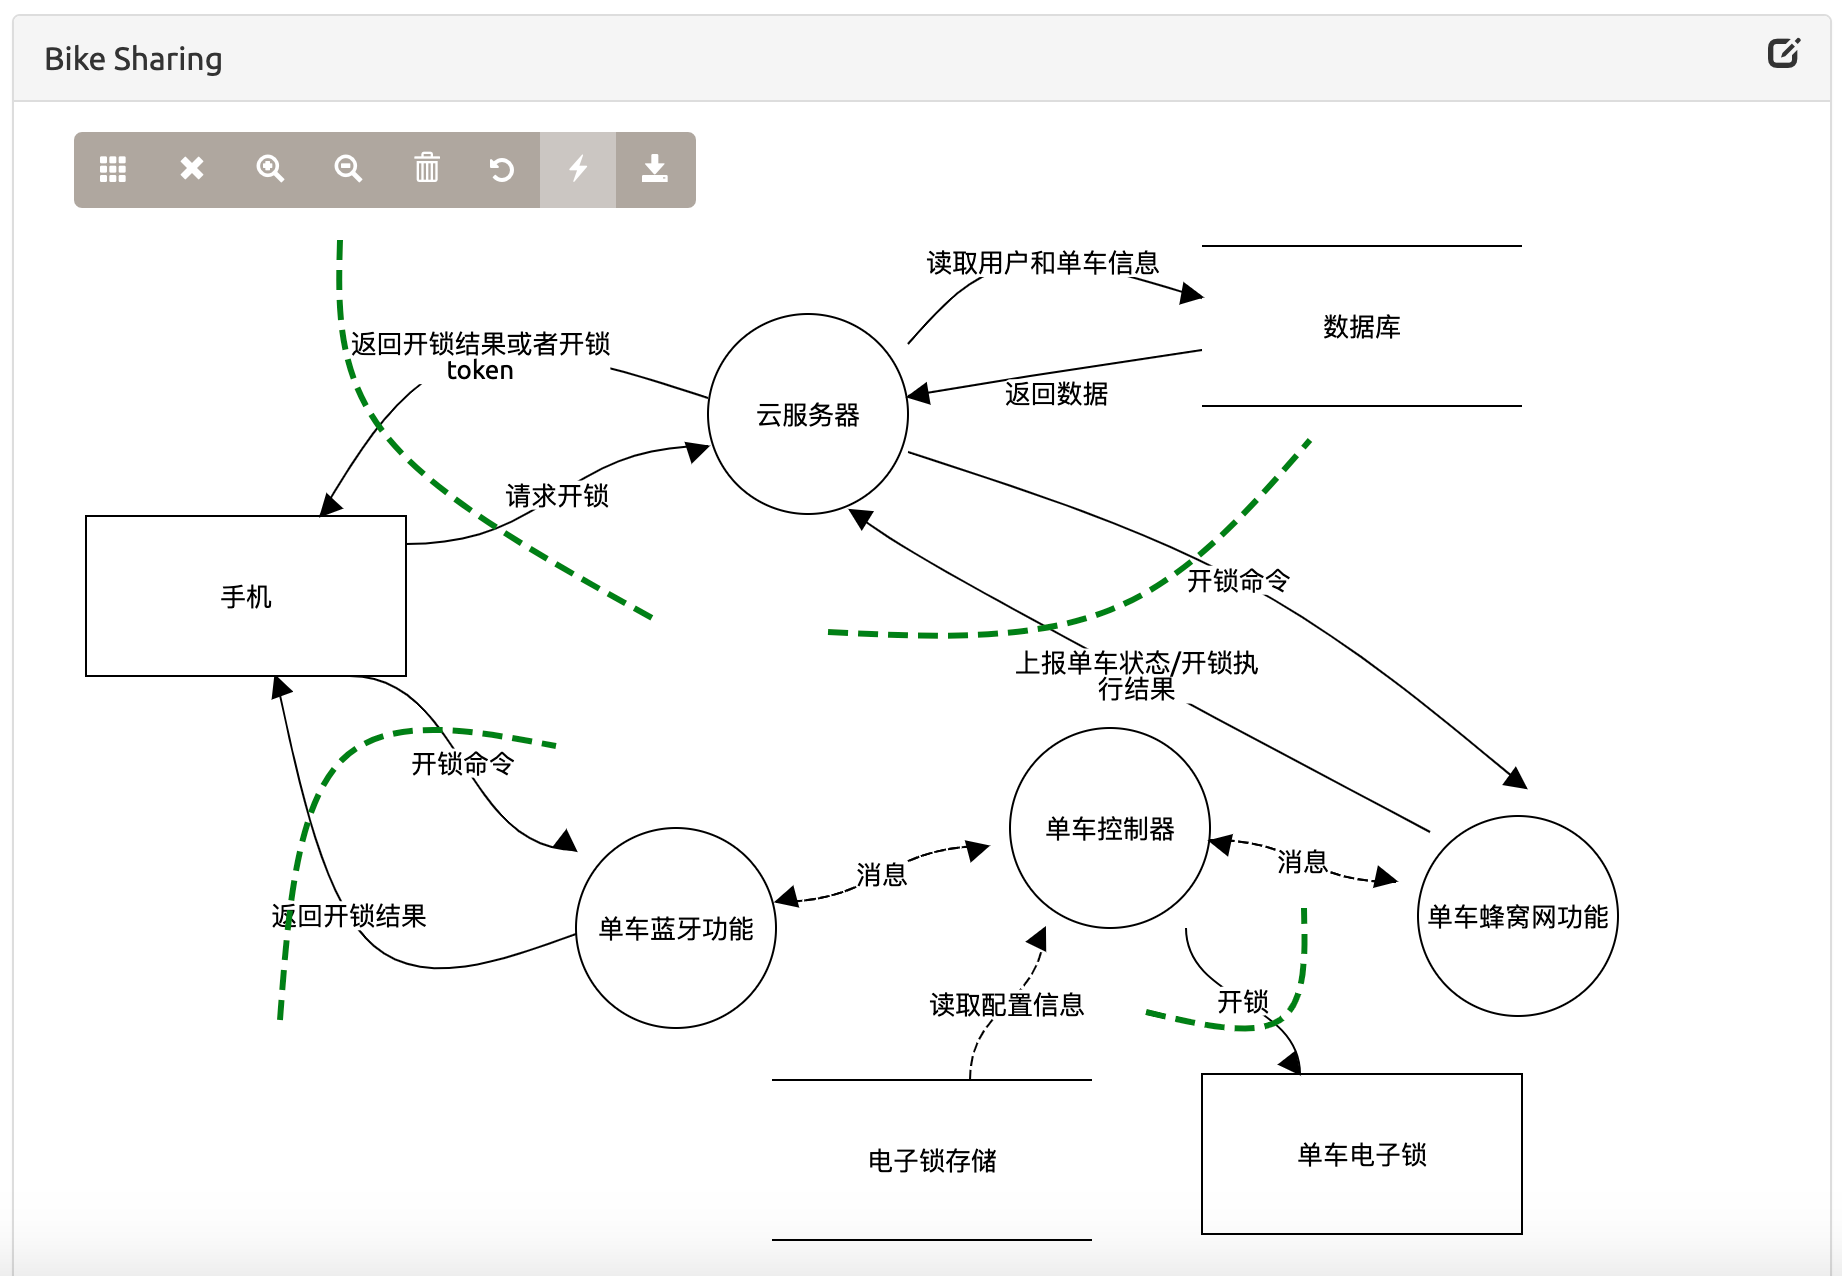 Bike Sharing
读取用户和单车信息
数据库
返回开锁结果或者开锁
token
返回数据
云服务器
请求开锁
手机
开锁命令
上报单车状态/开锁执
行结果
开锁命令
单车控制器
消息
消息
返回开锁结果
单车蓝牙功能
单车蜂窝网功能
读取配置信息
开锁
电子锁存储
单车电子锁